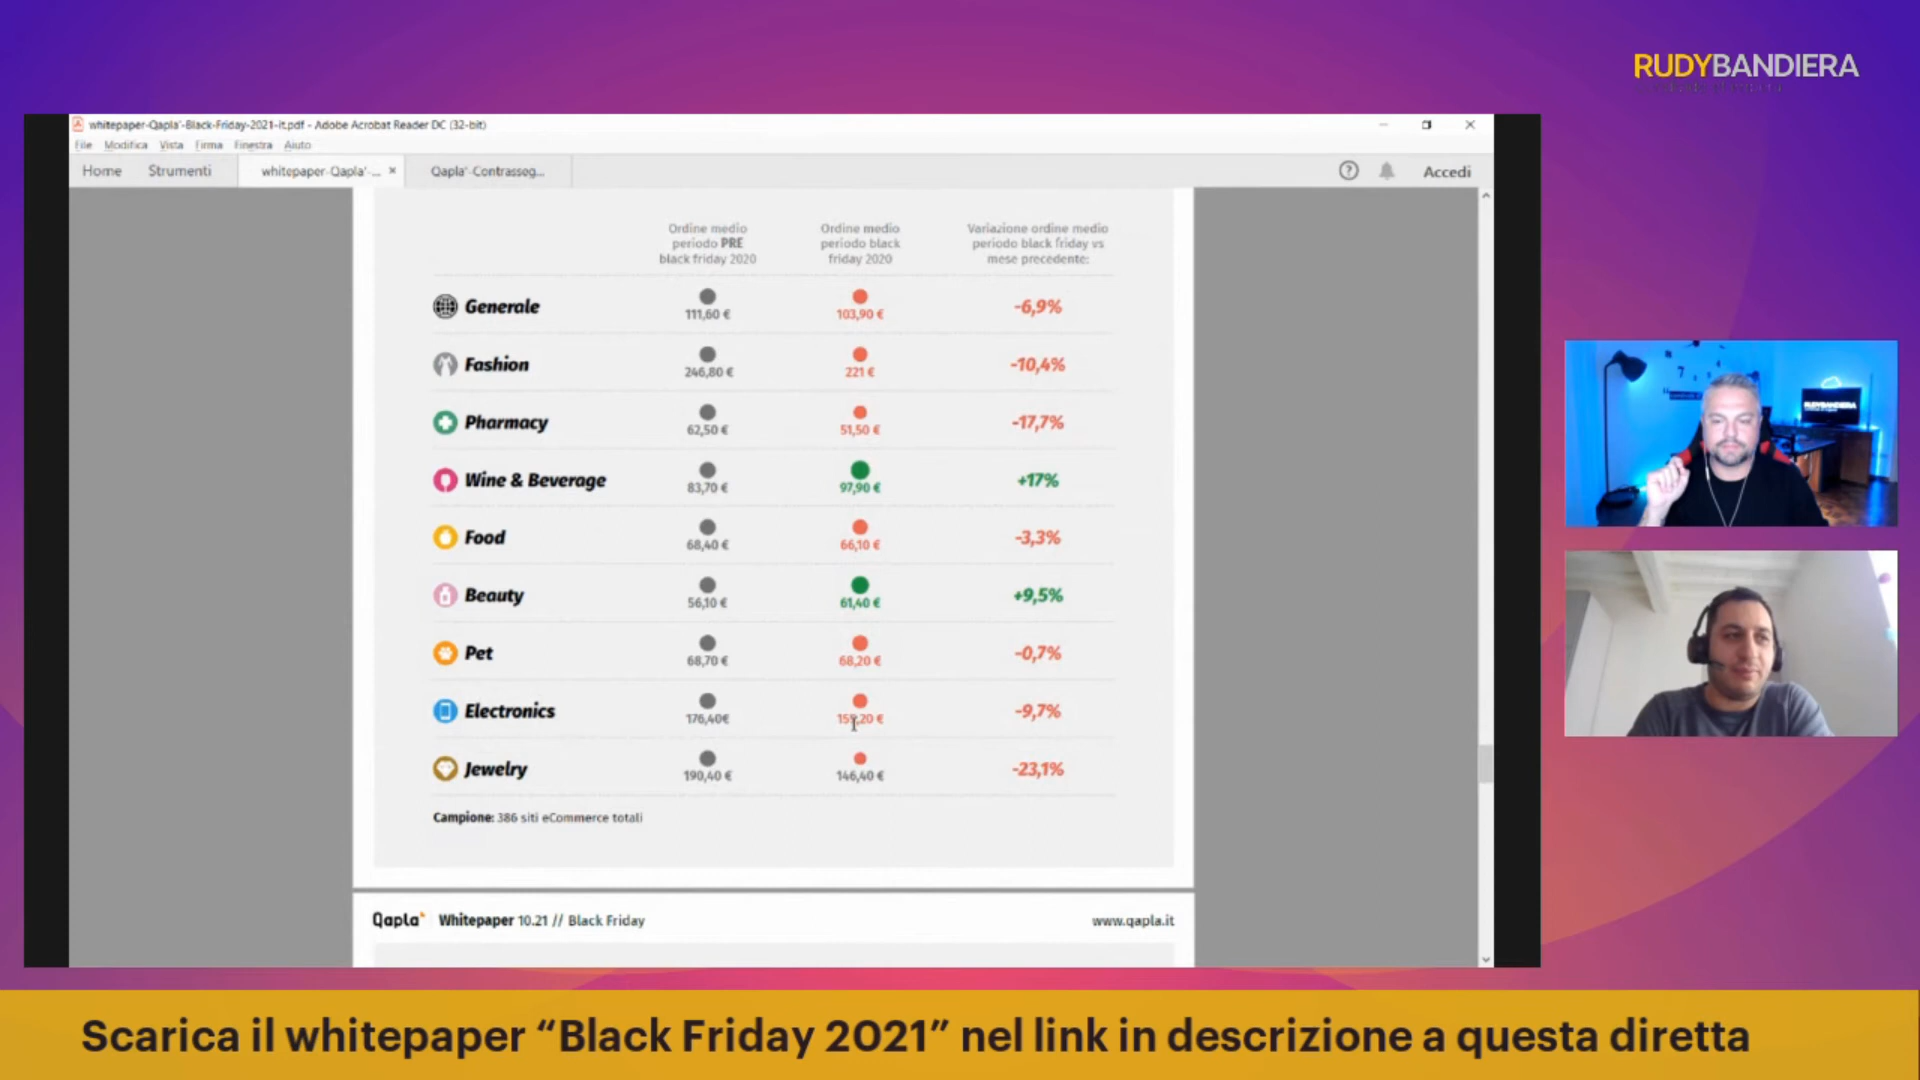 RUDYBANDIERA
whitepaper-Qapla'-Black-Friday-2021-it.pdf - Adobe Acrobat Reader DC (32-bit)
File Modifica Vista Firma Finestra Aiuto
Home Strumenti whitepaper-Qapla'-... × Qapla'-Contrasseg... Accedi
Ordine medio periodo PRE black friday 2020
Ordine medio periodo black friday 2020
Variazione ordine medio periodo black friday vs mese precedente:
Generale 111,60 € 103,90 € -6,9%
Fashion 246,80 € 221 € -10,4%
Pharmacy 62,50 € 51,50 € -17,7%
Wine & Beverage 83,70 € 97,90 € +17%
Food 68,40 € 66,10 € -3,3%
Beauty 56,10 € 61,40 € +9,5%
Pet 68,70 € 68,20 € -0,7%
Electronics 176,40€ -9,7%
Jewelry 190,40 € 146,40 € -23,1%
Campione: 386 siti eCommerce totali
Qapla' Whitepaper 10.21 // Black Friday www.qapla.it
RUDYBANDIERA
Scarica il whitepaper “Black Friday 2021” nel link in descrizione a questa diretta